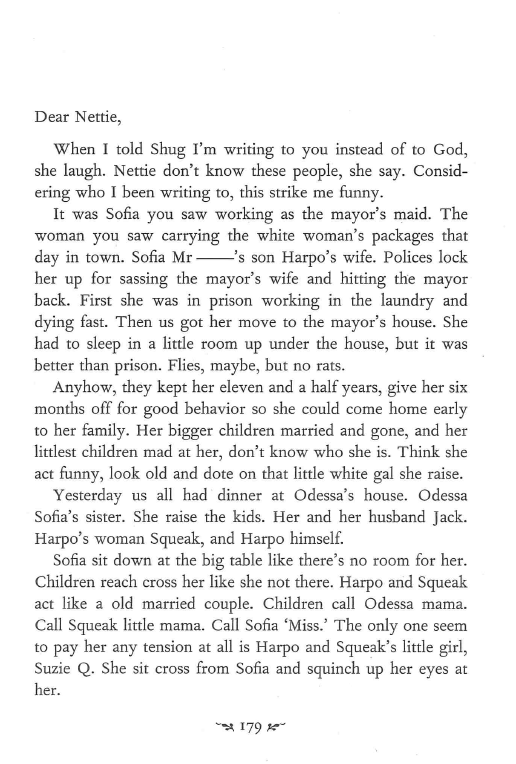 Dear Nettie,
When I told Shug I'm writing to you instead of to God,
she laugh. Nettie don't know these people, she say. Consid-
ering who I been writing to, this strike me funny.
It was Sofia you saw working as the mayor's maid. The
woman you saw carrying the white woman's packages that
day in town. Sofia Mr ——'s son Harpo's wife. Polices lock
her up for sassing the mayor's wife and hitting the mayor
back. First she was in prison working in the laundry and
dying fast. Then us got her move to the mayor's house. She
had to sleep in a little room up under the house, but it was
better than prison. Flies, maybe, but no rats.
Anyhow, they kept her eleven and a half years, give her six
months off for good behavior so she could come home early
to her family. Her bigger children married and gone, and her
littlest children mad at her, don't know who she is. Think she
act funny, look old and dote on that little white gal she raise.
Yesterday us all had dinner at Odessa's house. Odessa
Sofia's sister. She raise the kids. Her and her husband Jack.
Harpo's woman Squeak, and Harpo himself.
Sofia sit down at the big table like there's no room for her.
Children reach cross her like she not there. Harpo and Squeak
act like a old married couple. Children call Odessa mama.
Call Squeak little mama. Call Sofia 'Miss.' The only one seem
to pay her any tension at all is Harpo and Squeak's little girl,
Suzie Q. She sit cross from Sofia and squinch up her eyes at
her.
179